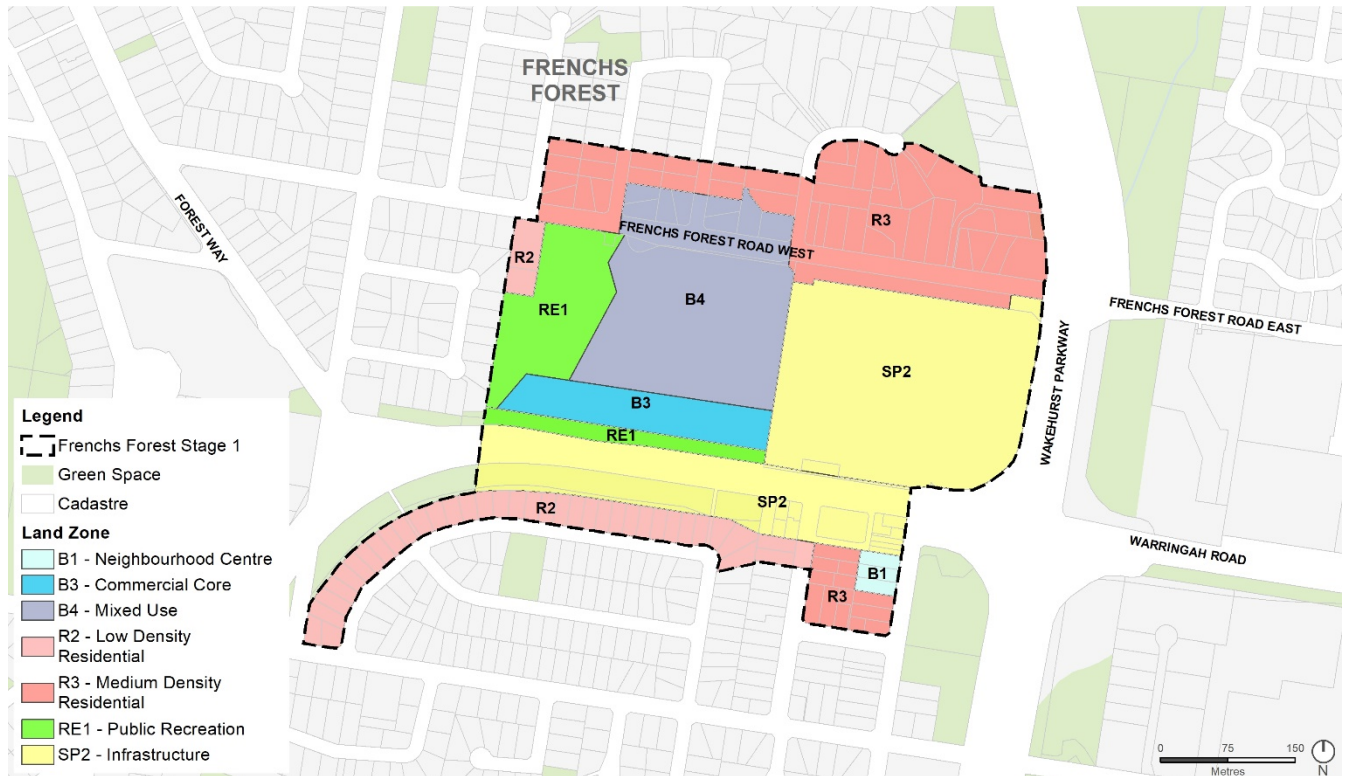 FRENCHS
FOREST
FOREST WAY
R3
FRENCHS FOREST ROAD WEST
R2
RE1
B4
FRENCHS FOREST ROAD EAST
WAKEHURST PARKWAY
SP2
B3
RE1
SP2
R2
WARRINGAH ROAD
B1
R3
Legend
Frenchs Forest Stage 1
Green Space
Cadastre
Land Zone
B1 - Neighbourhood Centre
B3 - Commercial Core
B4 - Mixed Use
R2 - Low Density
Residential
R3 - Medium Density
Residential
RE1 - Public Recreation
SP2 - Infrastructure
0 75 150
Metres
N